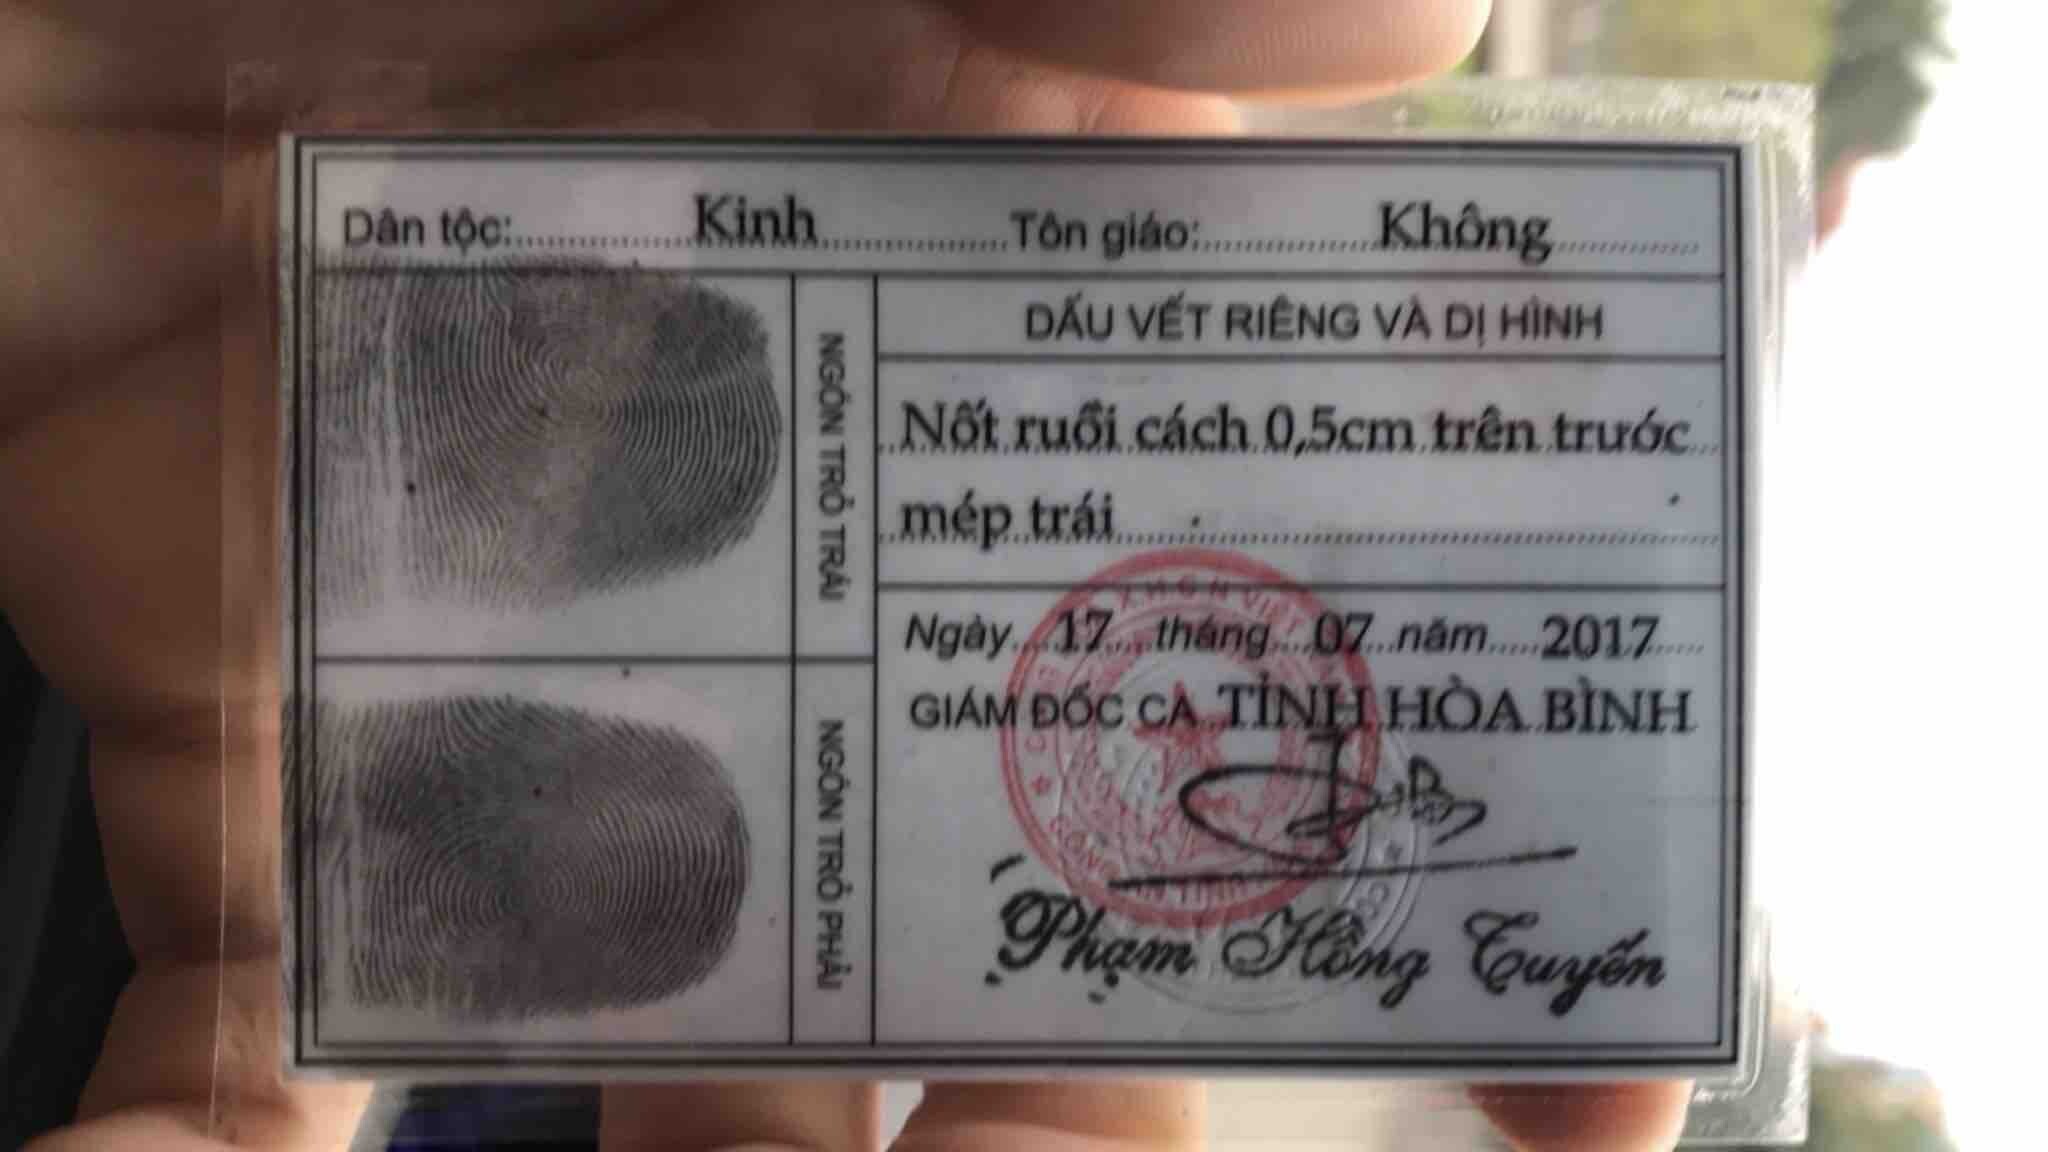 Dân tộc: Kinh Tôn giáo: Không
NGÓN TRỎ TRÁI
DẤU VẾT RIÊNG VÀ DỊ HÌNH
Nốt ruồi cách 0,5cm trên trước
mép trái
Ngày 17 tháng 07 năm 2017
GIÁM ĐỐC CA TỈNH HÒA BÌNH
NGÓN TRỎ PHẢI
Phạm Hồng Tuyến